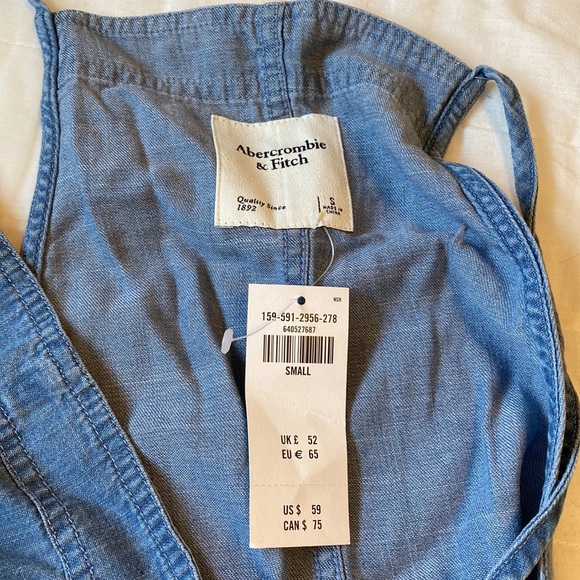 Abercrombie
& Fitch
Quality Since
1892
S
MADE IN
CHINA
NSH
159-591-2956-278
640527687
SMALL
UK £ 52
EU € 65
US $ 59
CAN $ 75